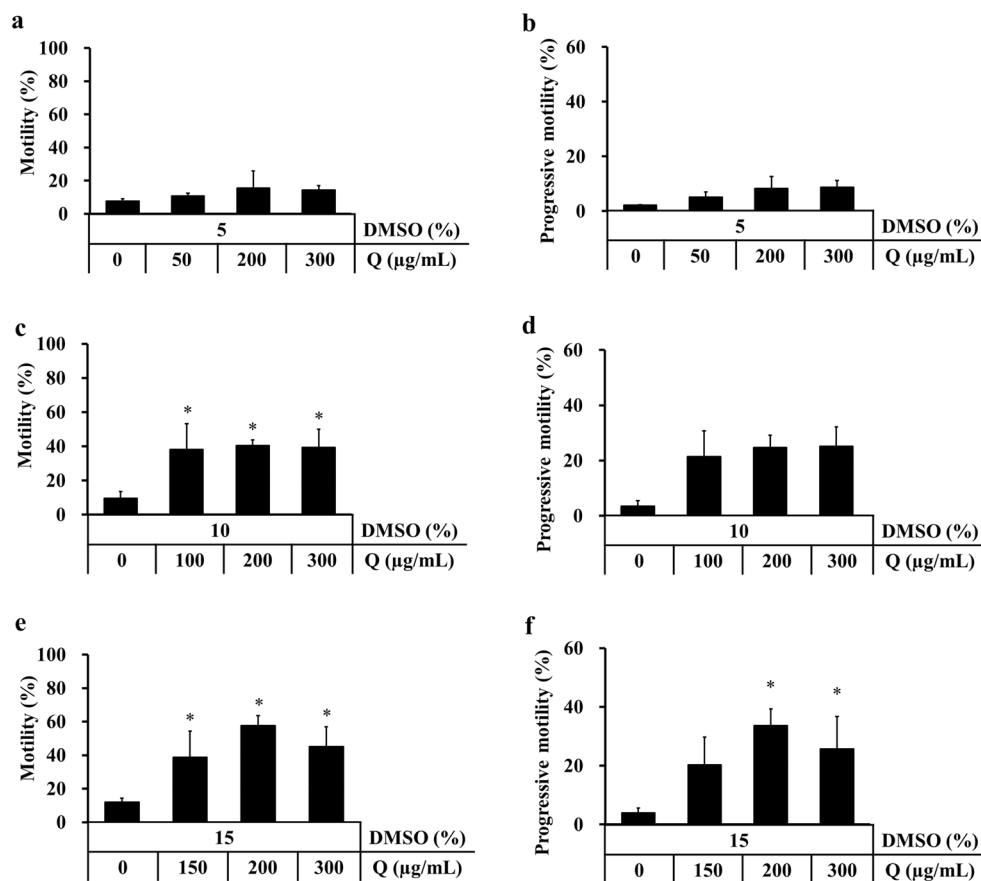 a
Motility (%)
100
80
60
40
20
0
5 DMSO (%)
0 50 200 300 Q (µg/mL)
b
Progressive motility (%)
60
40
20
0
5 DMSO (%)
0 50 200 300 Q (µg/mL)
c
Motility (%)
100
80
60
40
20
0
* * *
10 DMSO (%)
0 100 200 300 Q (µg/mL)
d
Progressive motility (%)
60
40
20
0
10 DMSO (%)
0 100 200 300 Q (µg/mL)
e
Motility (%)
100
80
60
40
20
0
* * *
15 DMSO (%)
0 150 200 300 Q (µg/mL)
f
Progressive motility (%)
60
40
20
0
* *
15 DMSO (%)
0 150 200 300 Q (µg/mL)